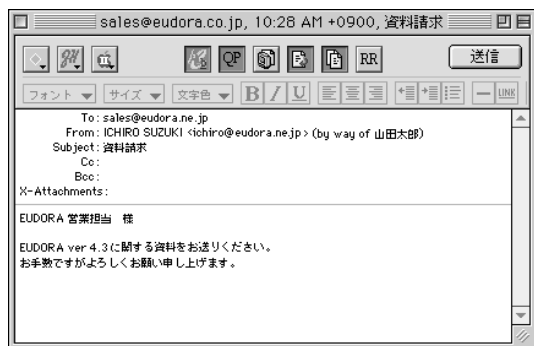 sales@eudora.co.jp, 10:28 AM +0900, 資料請求
QP RR 送信
フォント サイズ 文字色 B I U LINK
To: sales@eudora.ne.jp
From: ICHIRO SUZUKI <ichiro@eudora.ne.jp> (by way of 山田太郎)
Subject: 資料請求
Cc:
Bcc:
X-Attachments:
EUDORA 営業担当 様
EUDORA ver 4.3に関する資料をお送りください。
お手数ですがよろしくお願い申し上げます。